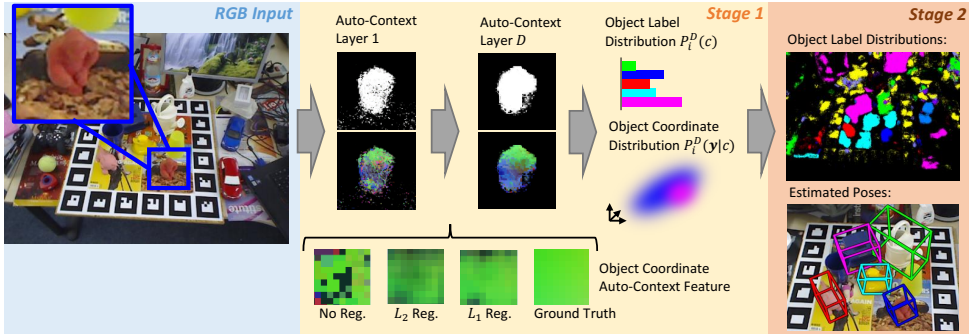 RGB Input
Stage 1
Stage 2
Auto-Context
Layer 1
Auto-Context
Layer D
Object Label
Distribution P_i^D(c)
Object Coordinate
Distribution P_i^D(y|c)
Object Coordinate
Auto-Context Feature
No Reg.
L_2 Reg.
L_1 Reg.
Ground Truth
Object Label Distributions:
Estimated Poses: